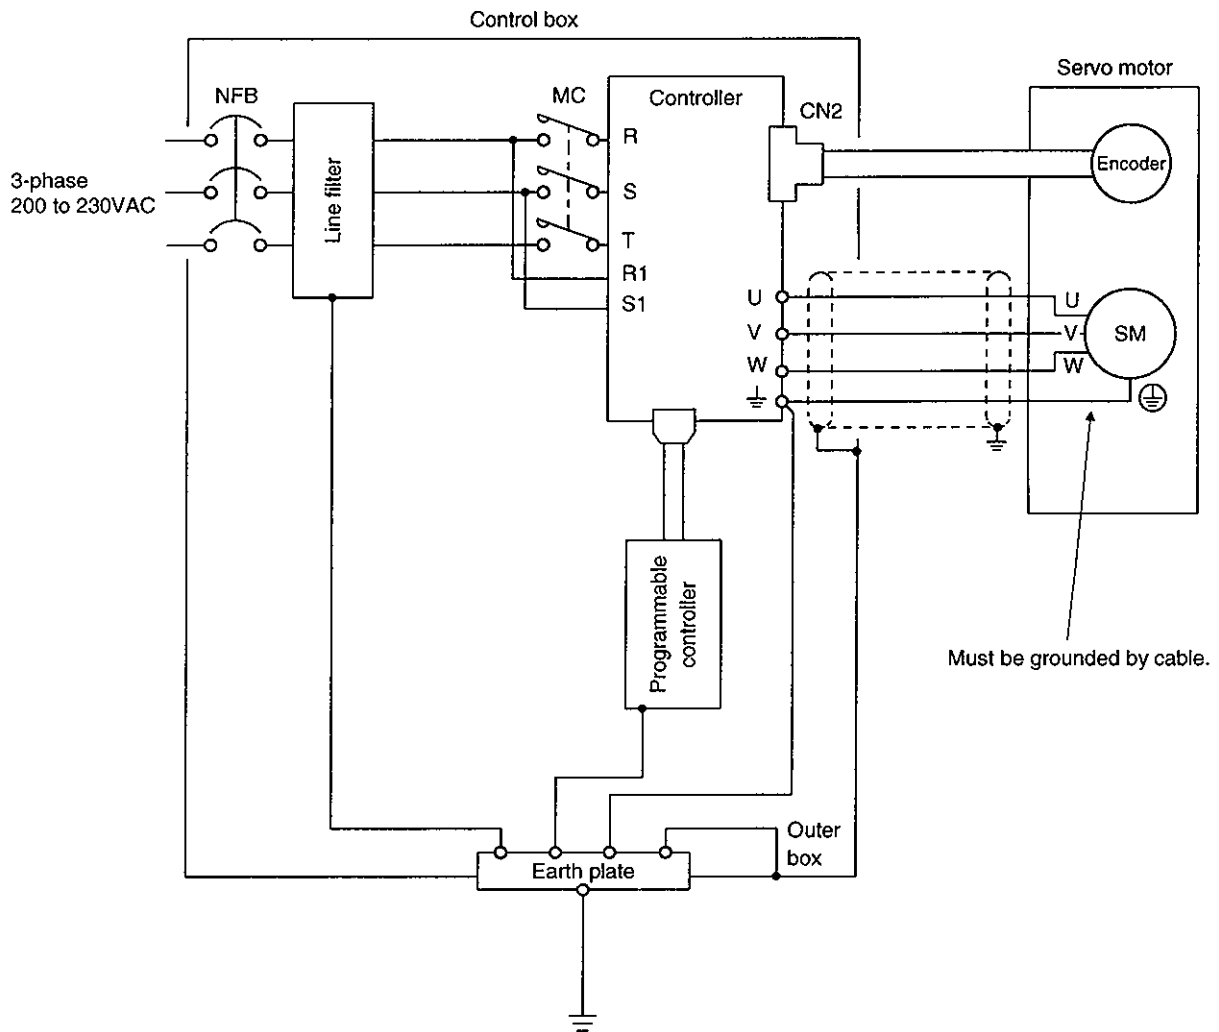 Control box
Servo motor
NFB
MC
Controller
CN2
R
Encoder
3-phase
200 to 230VAC
Line filter
S
T
R1
S1
U
U
V
V
SM
W
W
Programmable
controller
Must be grounded by cable.
Outer
box
Earth plate